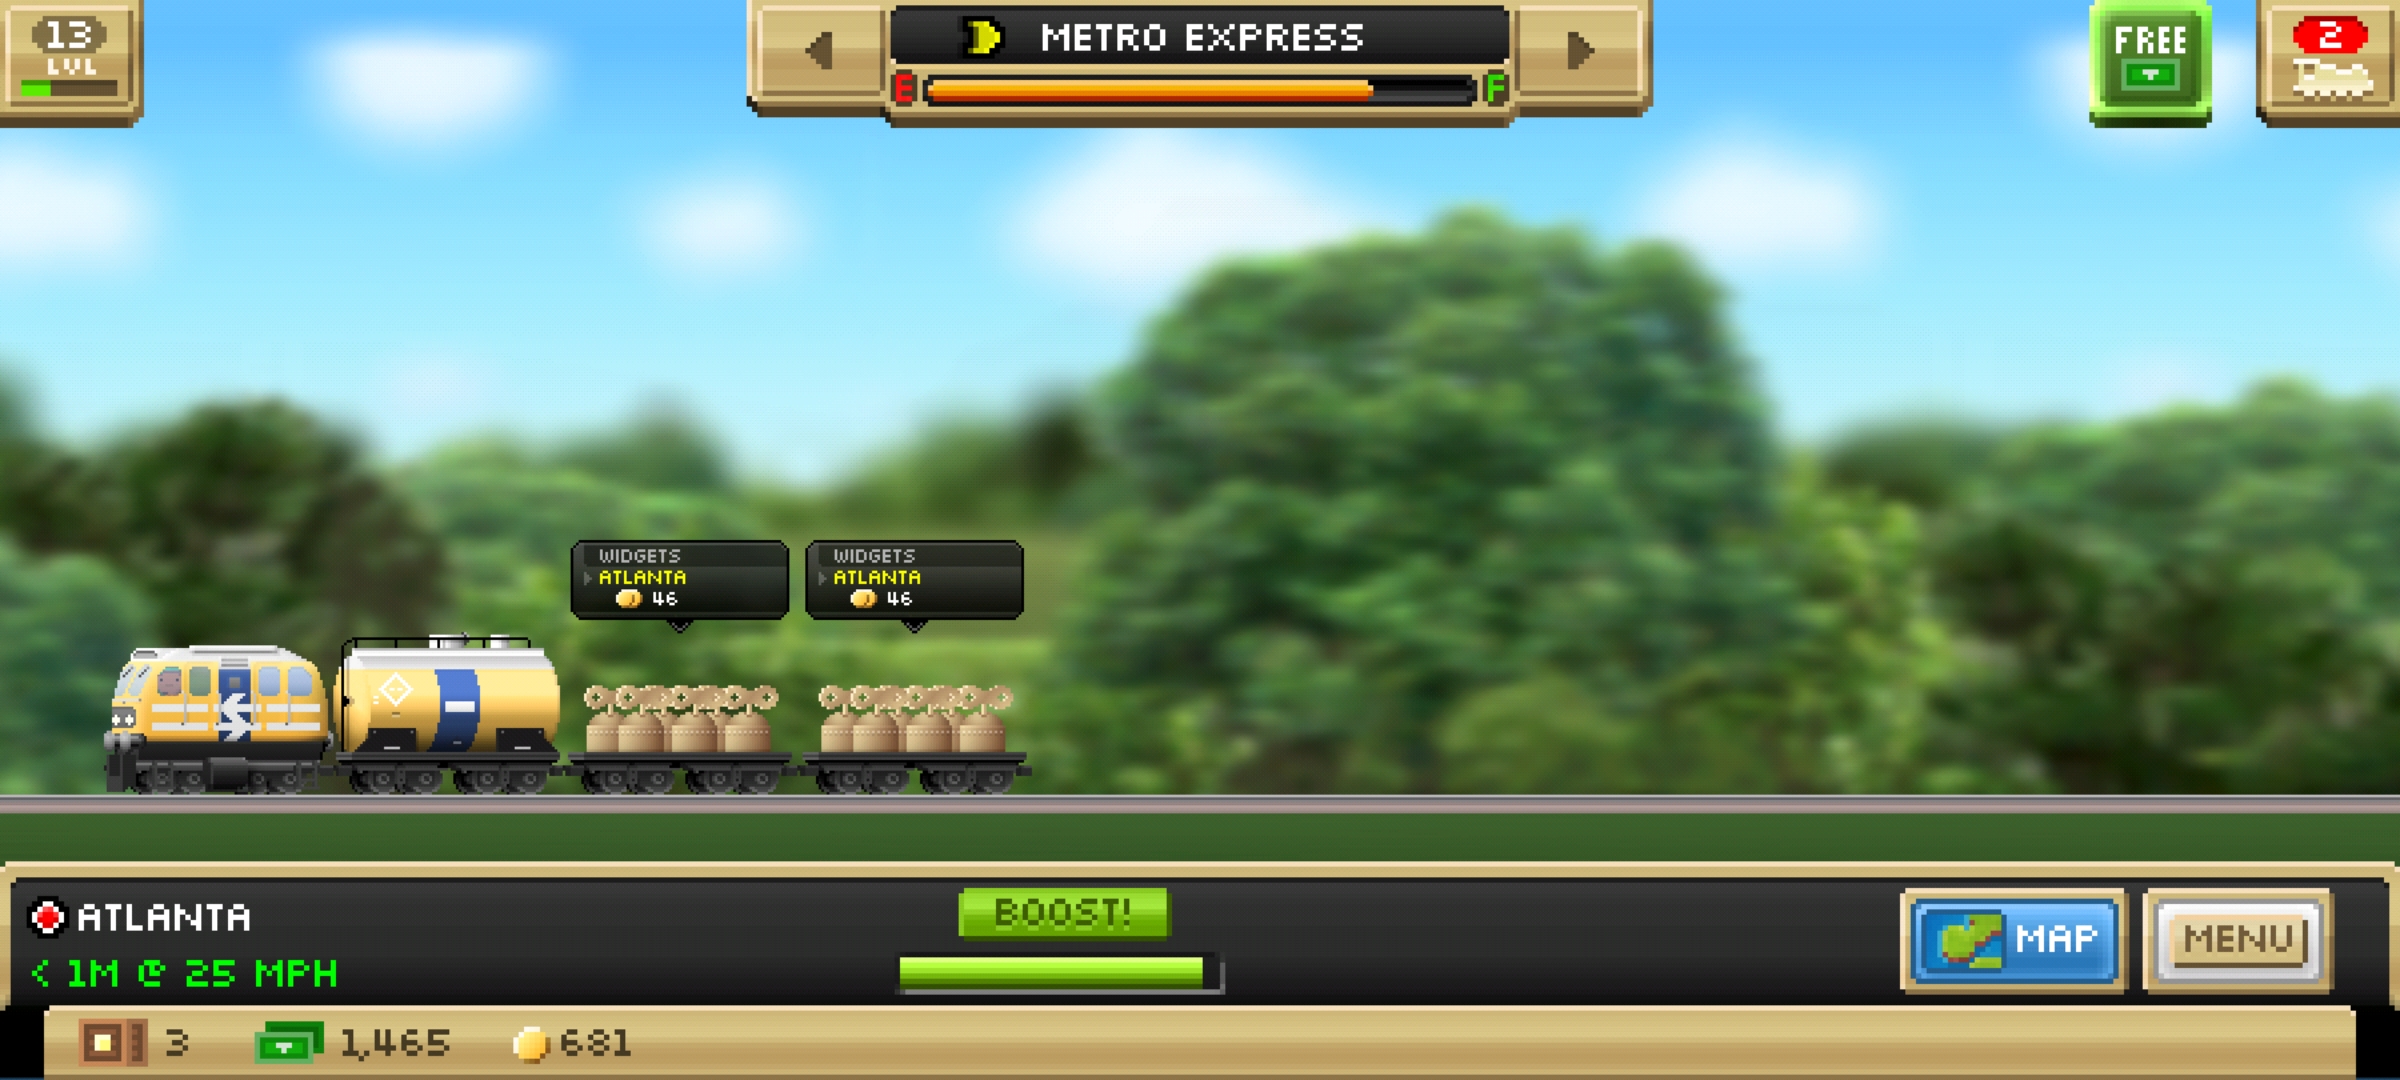 13
LVL
METRO EXPRESS
E F
FREE
2
WIDGETS
ATLANTA
46
WIDGETS
ATLANTA
46
ATLANTA
< 1M @ 25 MPH
BOOST!
MAP
MENU
3 1,465 681